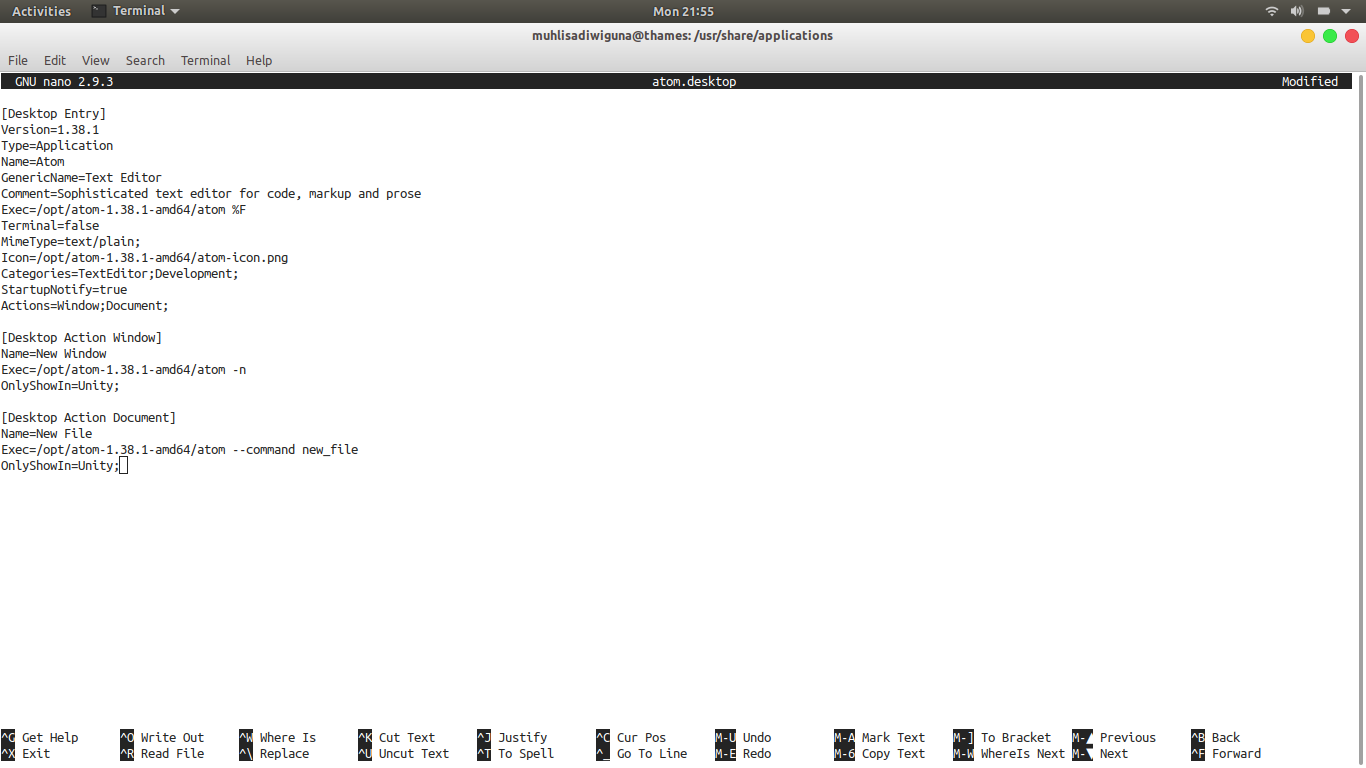 Activities Terminal Mon 21:55
muhlisadiwiguna@thames: /usr/share/applications
File Edit View Search Terminal Help
GNU nano 2.9.3 atom.desktop Modified
[Desktop Entry]
Version=1.38.1
Type=Application
Name=Atom
GenericName=Text Editor
Comment=Sophisticated text editor for code, markup and prose
Exec=/opt/atom-1.38.1-amd64/atom %F
Terminal=false
MimeType=text/plain;
Icon=/opt/atom-1.38.1-amd64/atom-icon.png
Categories=TextEditor;Development;
StartupNotify=true
Actions=Window;Document;
[Desktop Action Window]
Name=New Window
Exec=/opt/atom-1.38.1-amd64/atom -n
OnlyShowIn=Unity;
[Desktop Action Document]
Name=New File
Exec=/opt/atom-1.38.1-amd64/atom --command new_file
OnlyShowIn=Unity;
^G Get Help ^O Write Out ^W Where Is ^K Cut Text ^J Justify ^C Cur Pos M-U Undo M-A Mark Text M-] To Bracket M-▲ Previous ^B Back
^X Exit ^R Read File ^\ Replace ^U Uncut Text ^T To Spell ^_ Go To Line M-E Redo M-6 Copy Text M-W WhereIs Next M-▼ Next ^F Forward